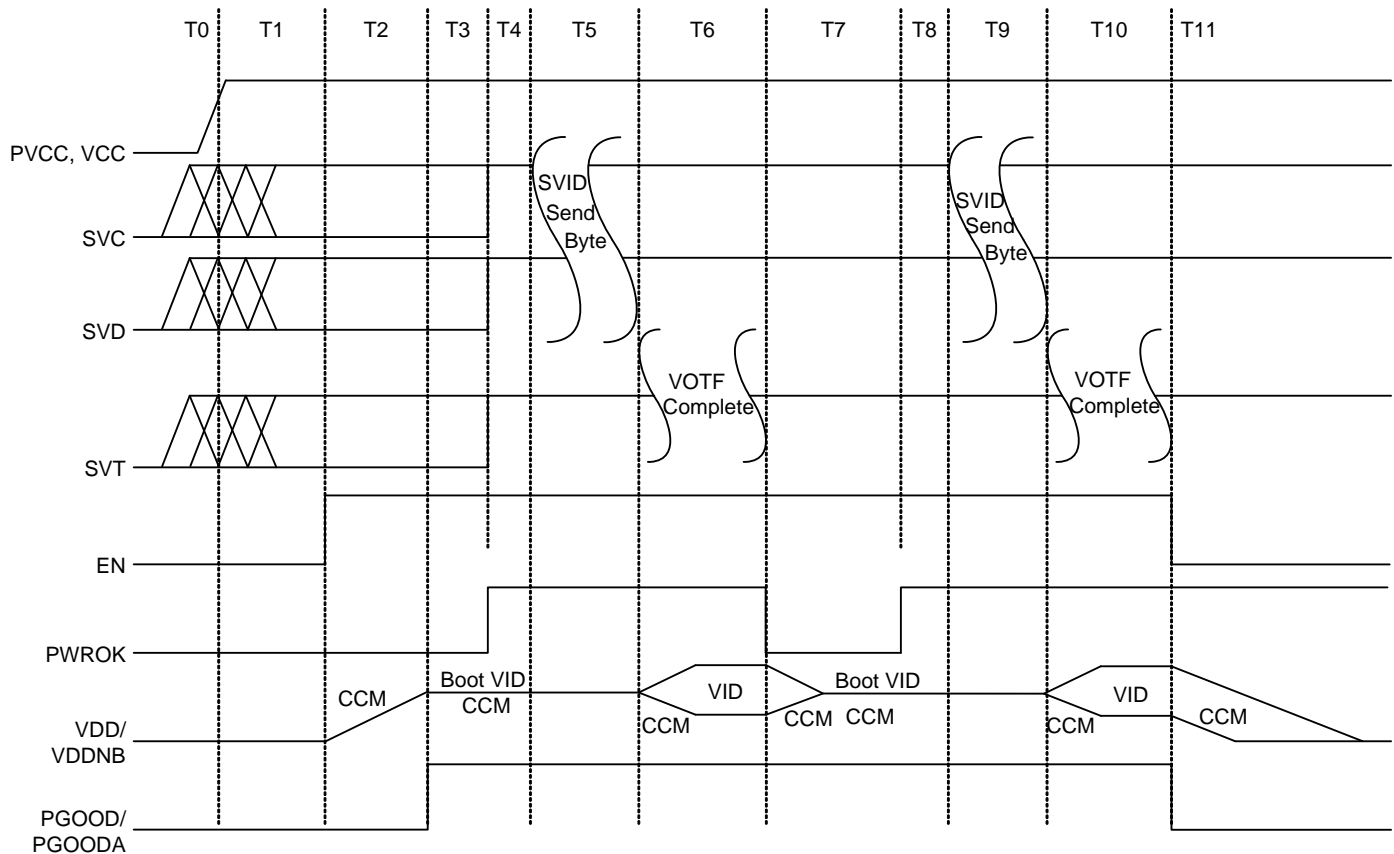 T0 T1 T2 T3 T4 T5 T6 T7 T8 T9 T10 T11
PVCC, VCC
SVC
SVID
Send
Byte
SVID
Send
Byte
SVD
VOTF
Complete
VOTF
Complete
SVT
EN
PWROK
CCM
Boot VID
CCM
CCM
VID
CCM
Boot VID
CCM
CCM
VID
CCM
VDD/
VDDNB
PGOOD/
PGOODA